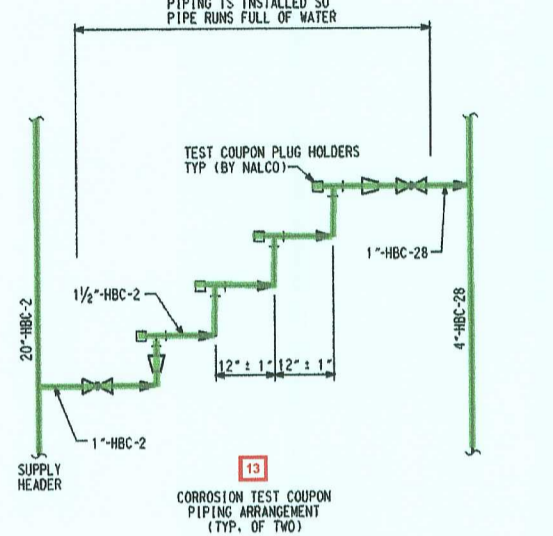 PIPING IS INSTALLED SO
PIPE RUNS FULL OF WATER
TEST COUPON PLUG HOLDERS
TYP (BY NALCO)
1"-HBC-28
1½"-HBC-2
20"-HBC-2
4"-HBC-28
12" ± 1"
12" ± 1"
1"-HBC-2
SUPPLY
HEADER
13
CORROSION TEST COUPON
PIPING ARRANGEMENT
(TYP. OF TWO)